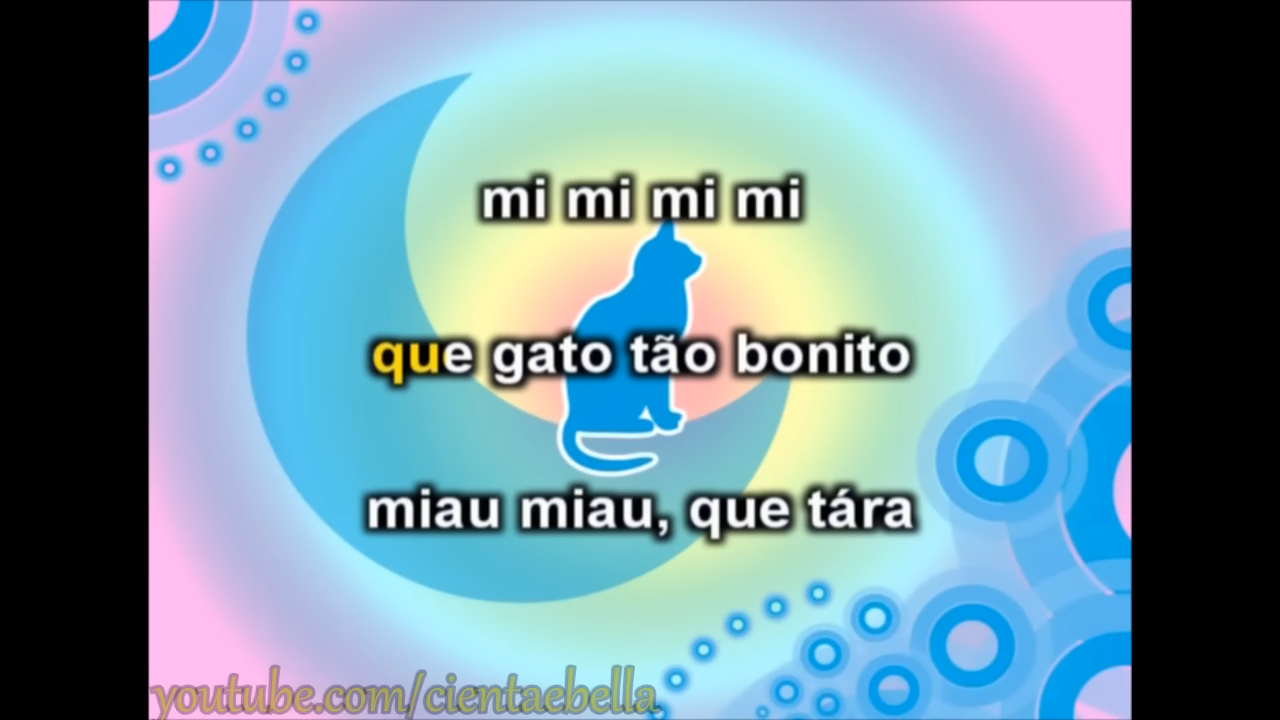 mi mi mi mi
que gato tão bonito
miau miau, que tára
youtube.com/cientaebella